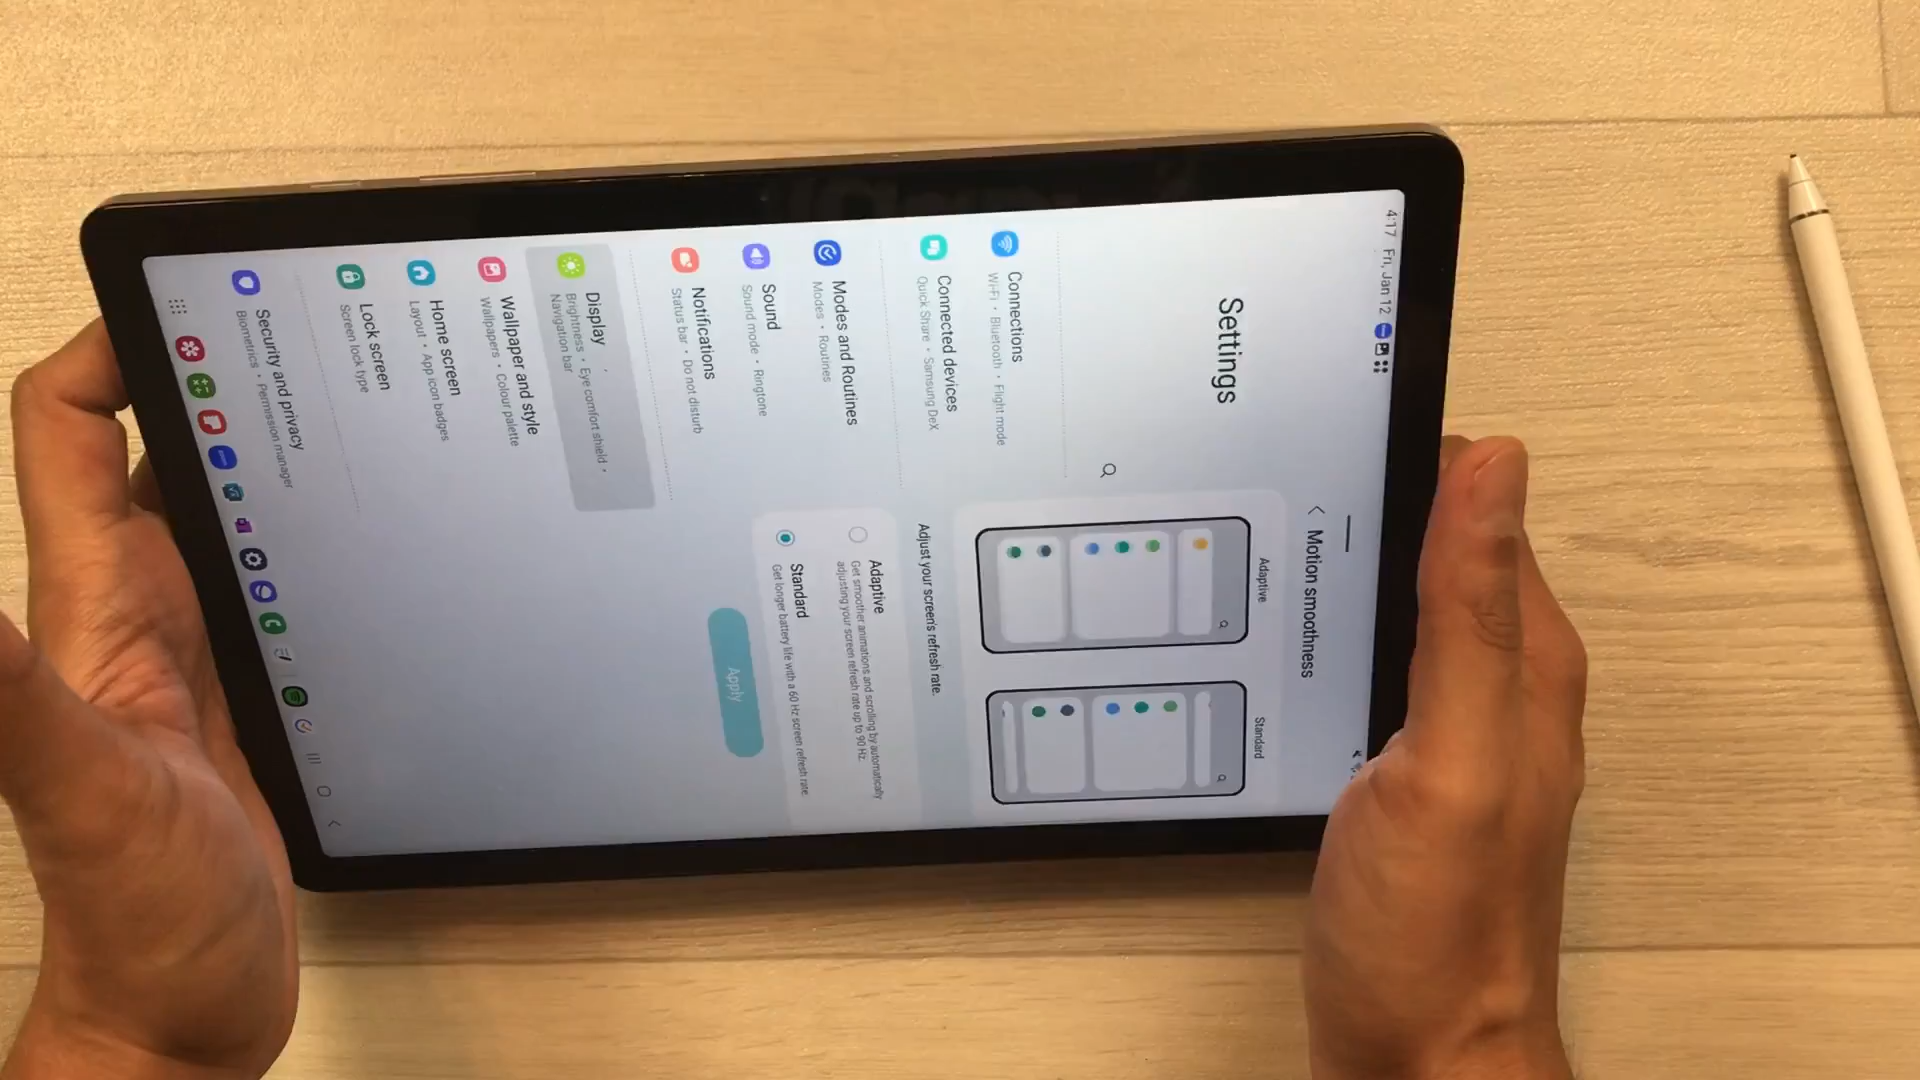 4:17 Fri, Jan 12
Settings
Connections
Wi-Fi • Bluetooth • Flight mode
Connected devices
Quick Share • Samsung DeX
Modes and Routines
Modes • Routines
Sound
Sound mode • Ringtone
Notifications
Status bar • Do not disturb
Display
Brightness • Eye comfort shield •
Navigation bar
Wallpaper and style
Wallpapers • Colour palette
Home screen
Layout • App icon badges
Lock screen
Screen lock type
Security and privacy
Biometrics • Permission manager
Motion smoothness
Adaptive
Standard
Adjust your screen's refresh rate.
Adaptive
Get smoother animations and scrolling by automatically
adjusting your screen refresh rate up to 90 Hz.
Standard
Get longer battery life with a 60 Hz screen refresh rate
Apply